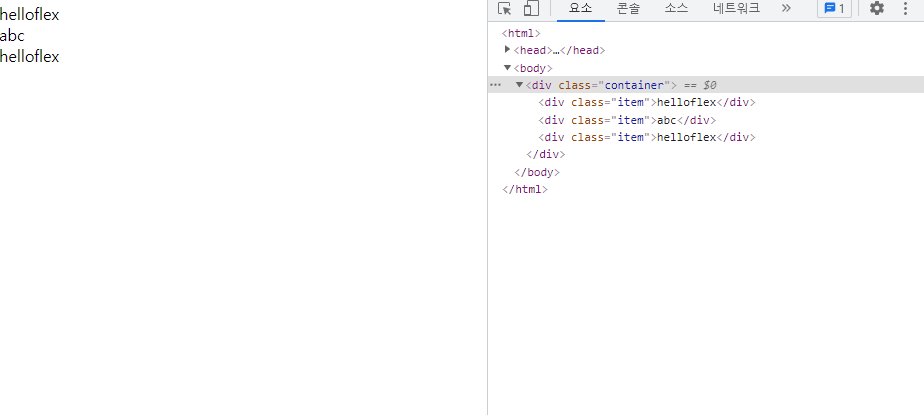 helloflex
abc
helloflex
요소 콘솔 소스 네트워크 » 1
<html>
<head>…</head>
<body>
<div class="container"> == $0
<div class="item">helloflex</div>
<div class="item">abc</div>
<div class="item">helloflex</div>
</div>
</body>
</html>